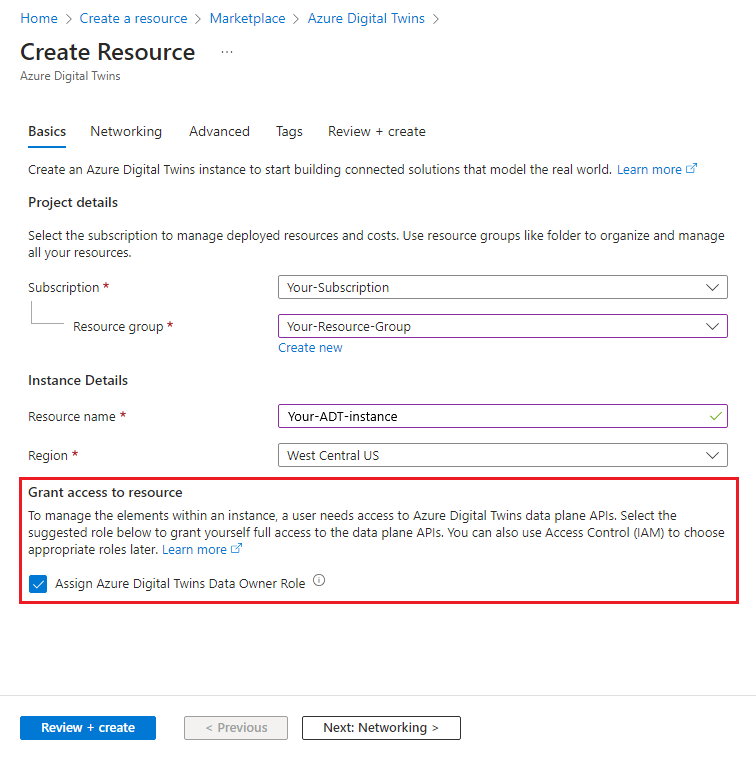 Home > Create a resource > Marketplace > Azure Digital Twins >
Create Resource ...
Azure Digital Twins
Basics Networking Advanced Tags Review + create
Create an Azure Digital Twins instance to start building connected solutions that model the real world. Learn more
Project details
Select the subscription to manage deployed resources and costs. Use resource groups like folder to organize and manage
all your resources.
Subscription * Your-Subscription
Resource group * Your-Resource-Group
Create new
Instance Details
Resource name * Your-ADT-instance
Region * West Central US
Grant access to resource
To manage the elements within an instance, a user needs access to Azure Digital Twins data plane APIs. Select the
suggested role below to grant yourself full access to the data plane APIs. You can also use Access Control (IAM) to choose
appropriate roles later. Learn more
Assign Azure Digital Twins Data Owner Role
Review + create < Previous Next: Networking >